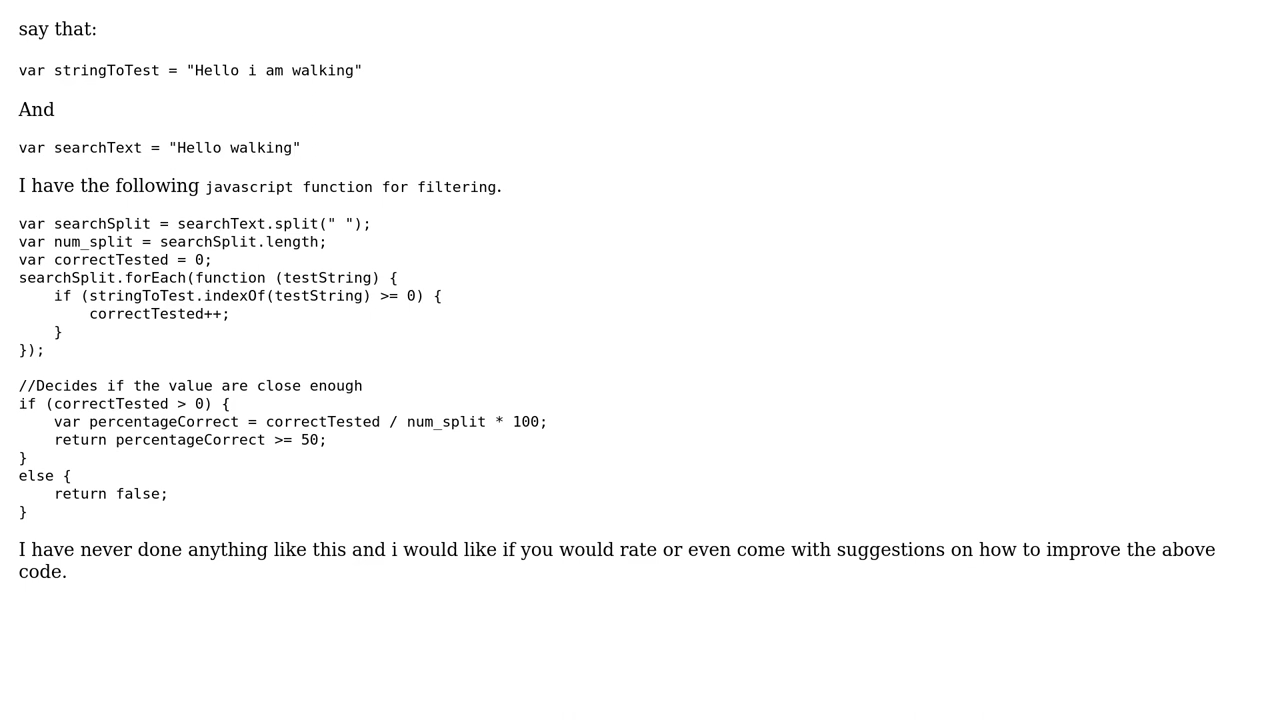 say that:
var stringToTest = "Hello i am walking"
And
var searchText = "Hello walking"
I have the following javascript function for filtering.
var searchSplit = searchText.split(" ");
var num_split = searchSplit.length;
var correctTested = 0;
searchSplit.forEach(function (testString) {
    if (stringToTest.indexOf(testString) >= 0) {
        correctTested++;
    }
});
//Decides if the value are close enough
if (correctTested > 0) {
    var percentageCorrect = correctTested / num_split * 100;
    return percentageCorrect >= 50;
}
else {
    return false;
}
I have never done anything like this and i would like if you would rate or even come with suggestions on how to improve the above
code.